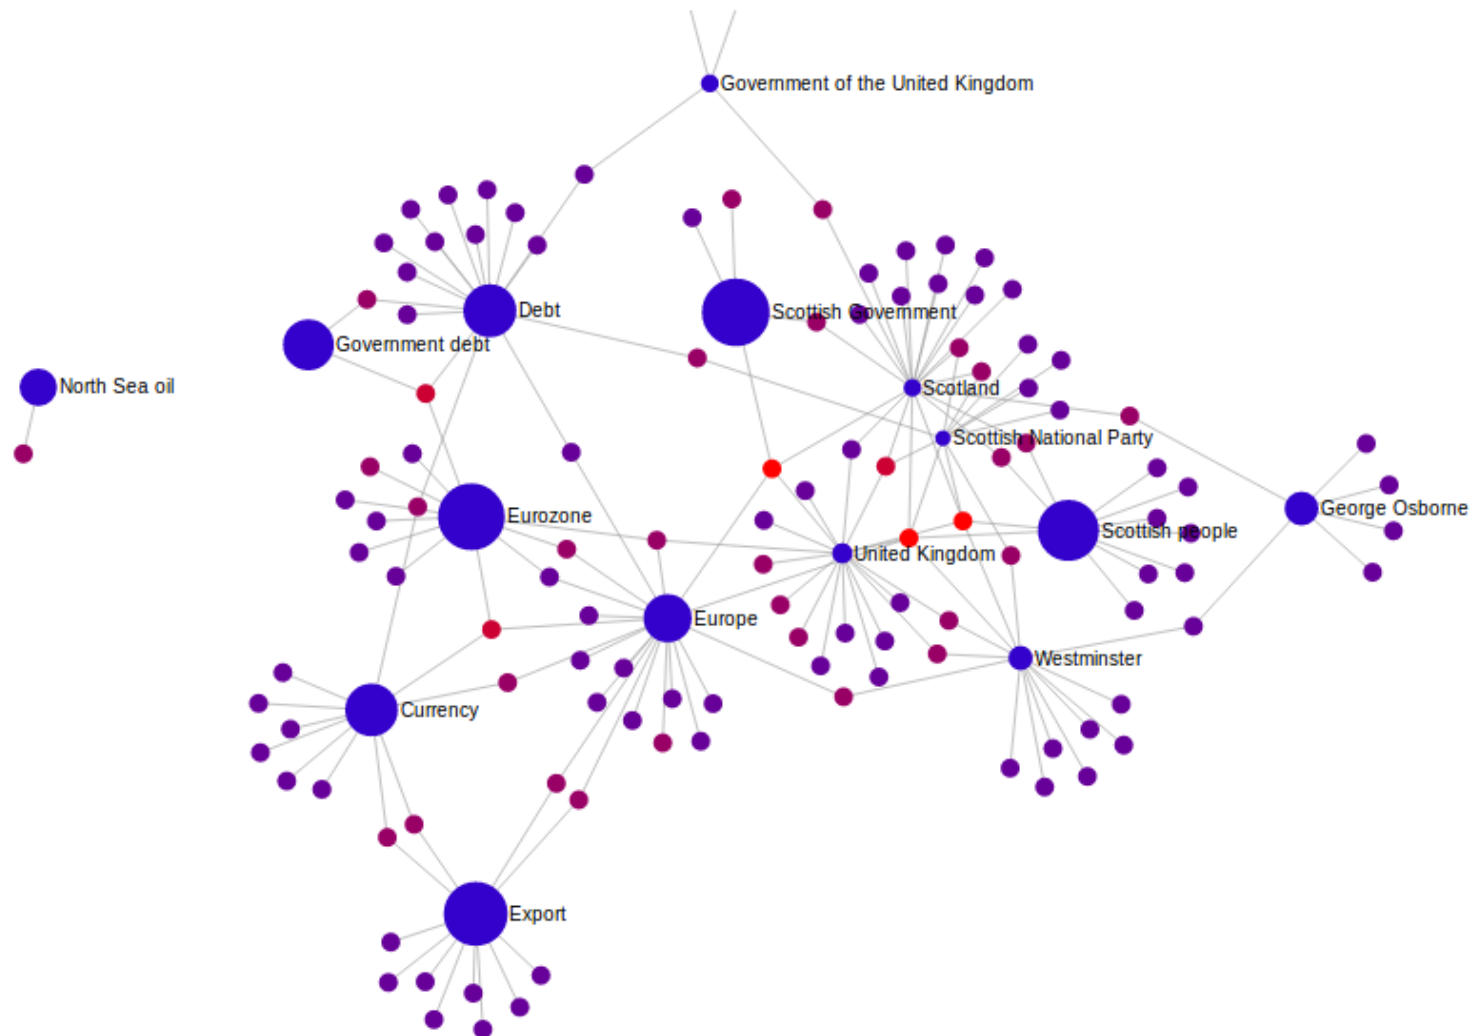 Government of the United Kingdom
Debt
Scottish Government
Government debt
North Sea oil
Scotland
Scottish National Party
Eurozone
George Osborne
Scottish people
United Kingdom
Europe
Westminster
Currency
Export